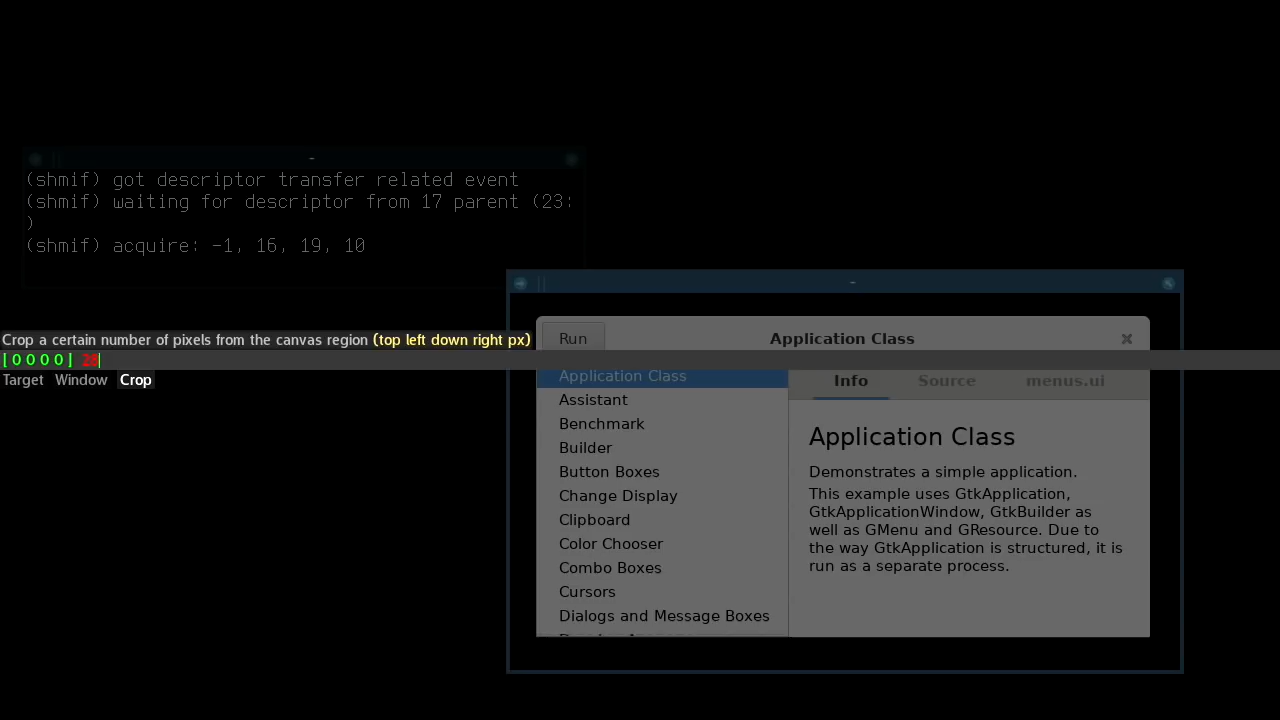 -
(shmif) got descriptor transfer related event
(shmif) waiting for descriptor from 17 parent (23:
)
(shmif) acquire: -1, 16, 19, 10
-
Crop a certain number of pixels from the canvas region (top left down right px)
[ 0 0 0 0 ] 28
Target Window Crop
Run
Application Class
Application Class
Assistant
Benchmark
Builder
Button Boxes
Change Display
Clipboard
Color Chooser
Combo Boxes
Cursors
Dialogs and Message Boxes
Info Source menus.ui
Application Class
Demonstrates a simple application.
This example uses GtkApplication,
GtkApplicationWindow, GtkBuilder as
well as GMenu and GResource. Due to
the way GtkApplication is structured, it is
run as a separate process.